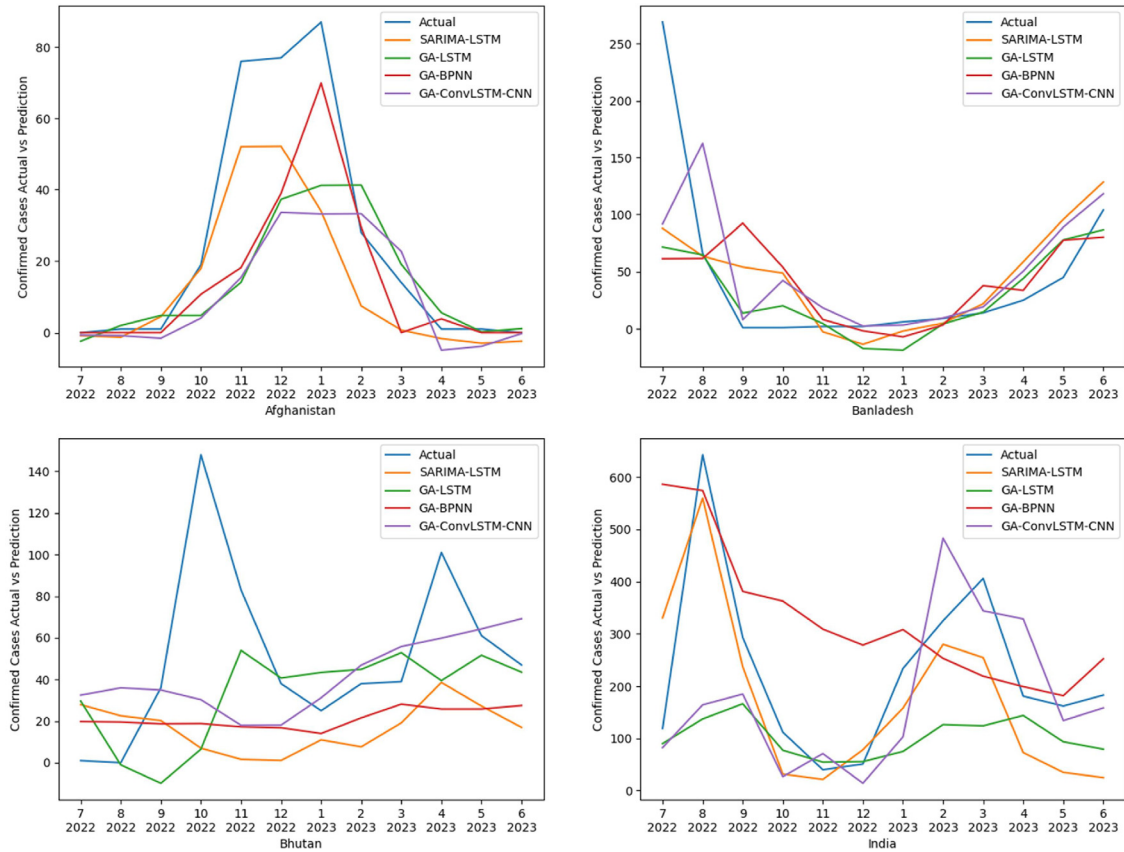 Confirmed Cases Actual vs Prediction
80
60
40
20
0
Actual
SARIMA-LSTM
GA-LSTM
GA-BPNN
GA-ConvLSTM-CNN
7 8 9 10 11 12 1 2 3 4 5 6
2022 2022 2022 2022 2022 2022 2023 2023 2023 2023 2023 2023
Afghanistan
Confirmed Cases Actual vs Prediction
250
200
150
100
50
0
Actual
SARIMA-LSTM
GA-LSTM
GA-BPNN
GA-ConvLSTM-CNN
7 8 9 10 11 12 1 2 3 4 5 6
2022 2022 2022 2022 2022 2022 2023 2023 2023 2023 2023 2023
Banladesh
Confirmed Cases Actual vs Prediction
140
120
100
80
60
40
20
0
Actual
SARIMA-LSTM
GA-LSTM
GA-BPNN
GA-ConvLSTM-CNN
7 8 9 10 11 12 1 2 3 4 5 6
2022 2022 2022 2022 2022 2022 2023 2023 2023 2023 2023 2023
Bhutan
Confirmed Cases Actual vs Prediction
600
500
400
300
200
100
0
Actual
SARIMA-LSTM
GA-LSTM
GA-BPNN
GA-ConvLSTM-CNN
7 8 9 10 11 12 1 2 3 4 5 6
2022 2022 2022 2022 2022 2022 2023 2023 2023 2023 2023 2023
India